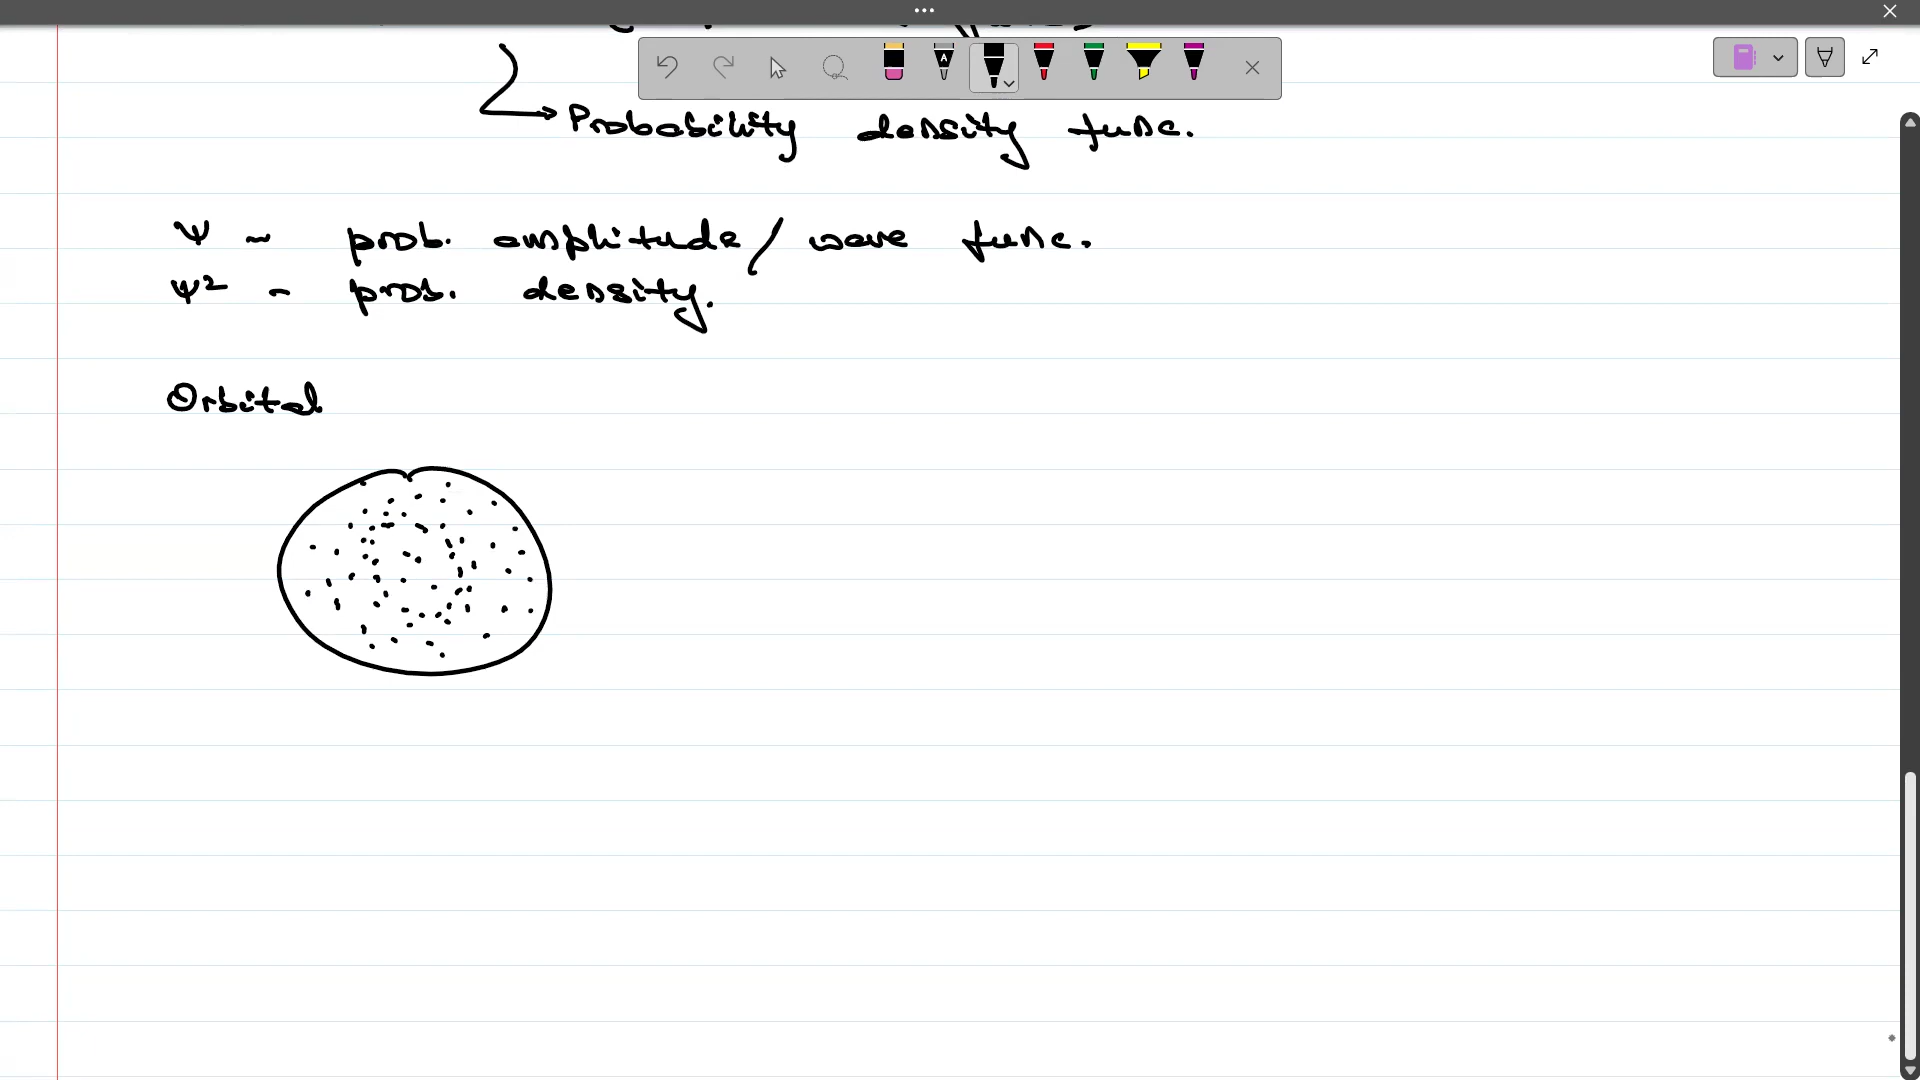 Probability density func.
Ψ ~ prob. amplitude/ wave func.
Ψ² - prob. density.
Orbital